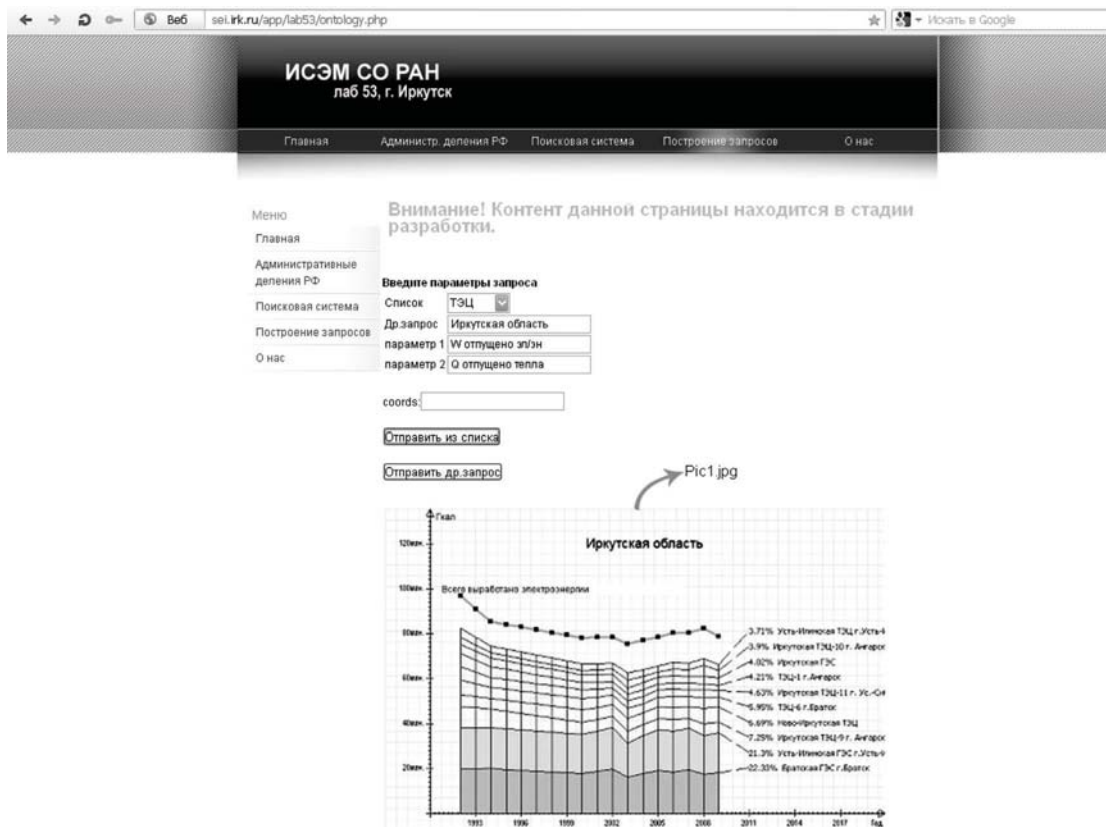 Веб
sei.irk.ru/app/lab53/ontology.php
Искать в Google
ИСЭМ СО РАН
лаб 53, г. Иркутск
Главная
Администр. деления РФ
Поисковая система
Построение запросов
О нас
Меню
Главная
Административные
деления РФ
Поисковая система
Построение запросов
О нас
Внимание! Контент данной страницы находится в стадии
разработки.
Введите параметры запроса
Список ТЭЦ
Др.запрос Иркутская область
параметр 1 W отпущено эл/эн
параметр 2 Q отпущено тепла
coords:
Отправить из списка
Отправить др.запрос
Pic1.jpg
Гкал
Иркутская область
120млн.
100млн.
Всего выработано электроэнергии
80млн.
60млн.
40млн.
20млн.
3.71% Усть-Илимская ТЭЦ г.Усть-И
3.9% Иркутская ТЭЦ-10 г. Ангарск
4.02% Иркутская ГЭС
4.21% ТЭЦ-1 г.Ангарск
4.63% Иркутская ТЭЦ-11 г. Ус.-Си
5.95% ТЭЦ-6 г.Братск
6.69% Ново-Иркутская ТЭЦ
7.25% Иркутская ТЭЦ-9 г. Ангарск
21.3% Усть-Илимская ГЭС г.Усть-И
22.33% Братская ГЭС г.Братск
1993 1996 1999 2002 2005 2008 2011 2014 2017 Год